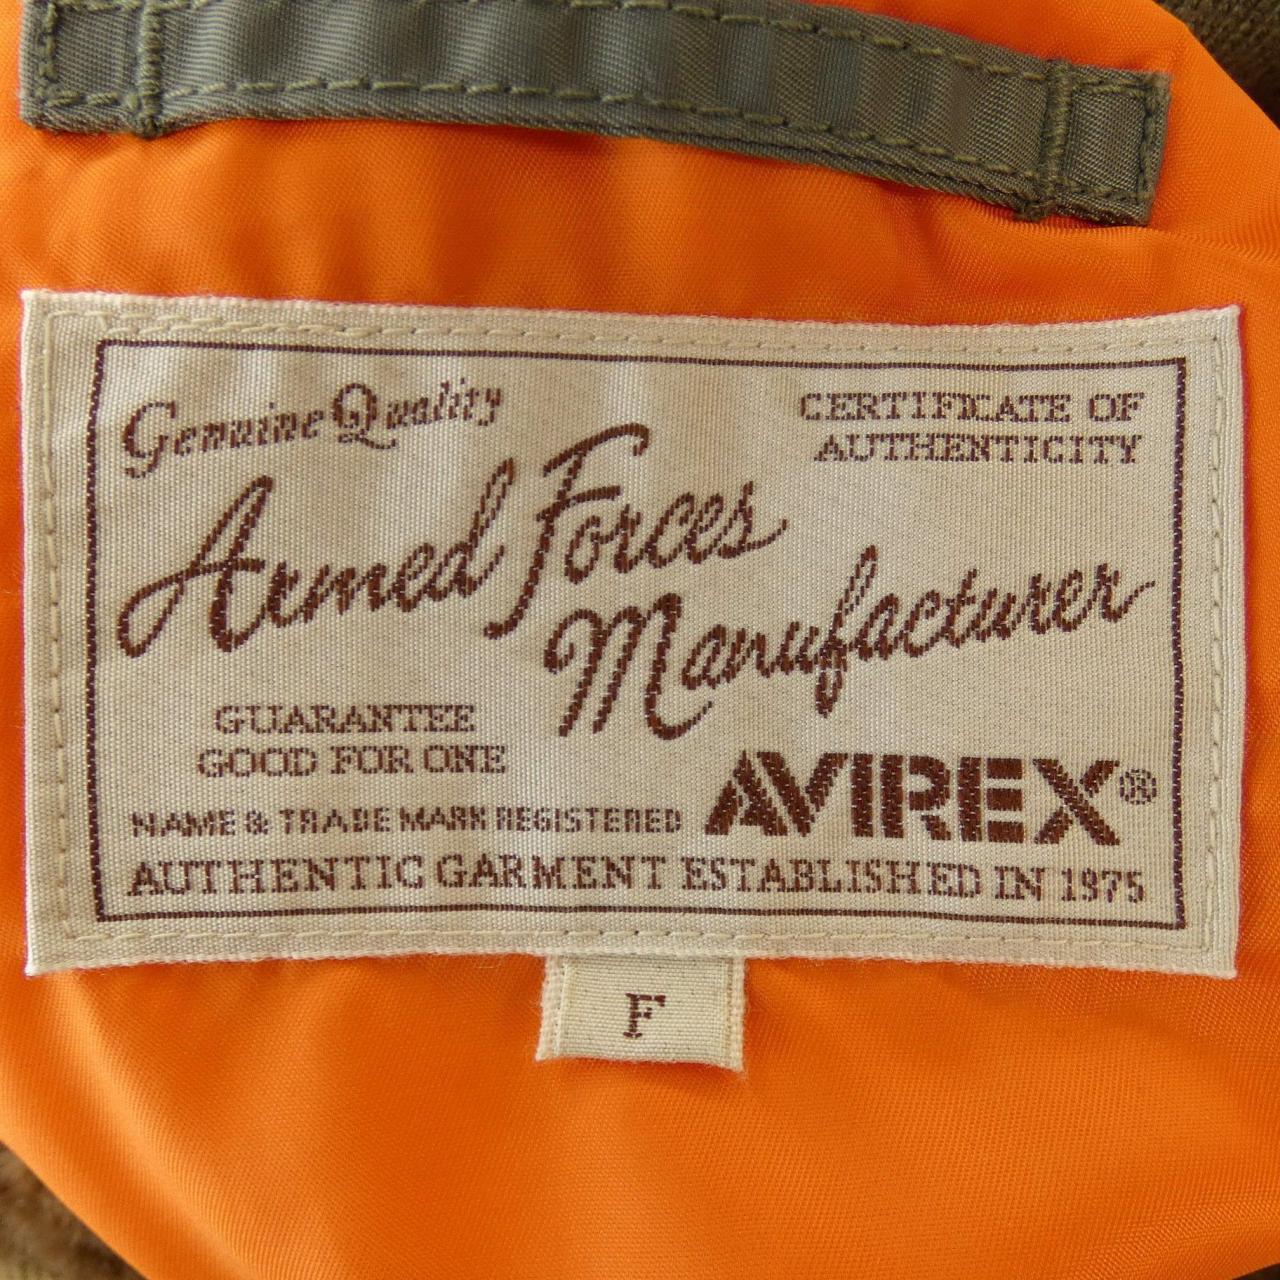 Genuine Quality
CERTIFICATE OF
AUTHENTICITY
Armed Forces
Manufacturer
GUARANTEE
GOOD FOR ONE
NAME & TRADE MARK REGISTERED
AVIREX®
AUTHENTIC GARMENT ESTABLISHED IN 1975
F